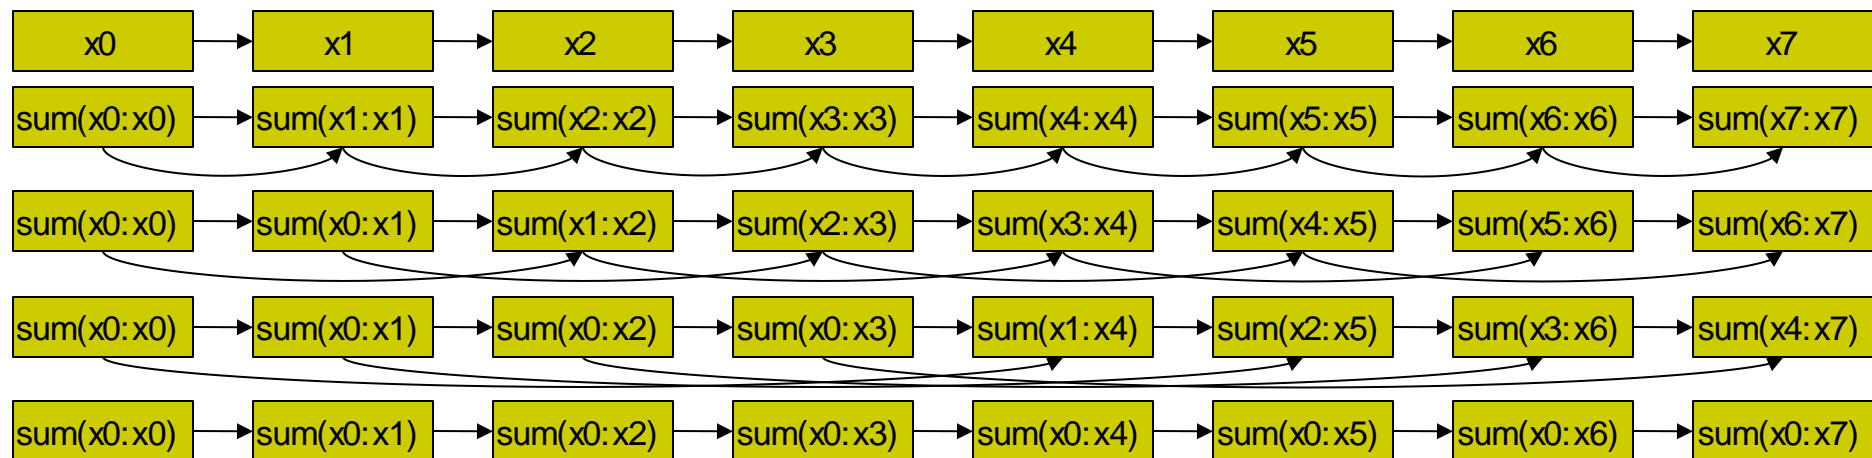 x0 x1 x2 x3 x4 x5 x6 x7
sum(x0:x0) sum(x1:x1) sum(x2:x2) sum(x3:x3) sum(x4:x4) sum(x5:x5) sum(x6:x6) sum(x7:x7)
sum(x0:x0) sum(x0:x1) sum(x1:x2) sum(x2:x3) sum(x3:x4) sum(x4:x5) sum(x5:x6) sum(x6:x7)
sum(x0:x0) sum(x0:x1) sum(x0:x2) sum(x0:x3) sum(x1:x4) sum(x2:x5) sum(x3:x6) sum(x4:x7)
sum(x0:x0) sum(x0:x1) sum(x0:x2) sum(x0:x3) sum(x0:x4) sum(x0:x5) sum(x0:x6) sum(x0:x7)